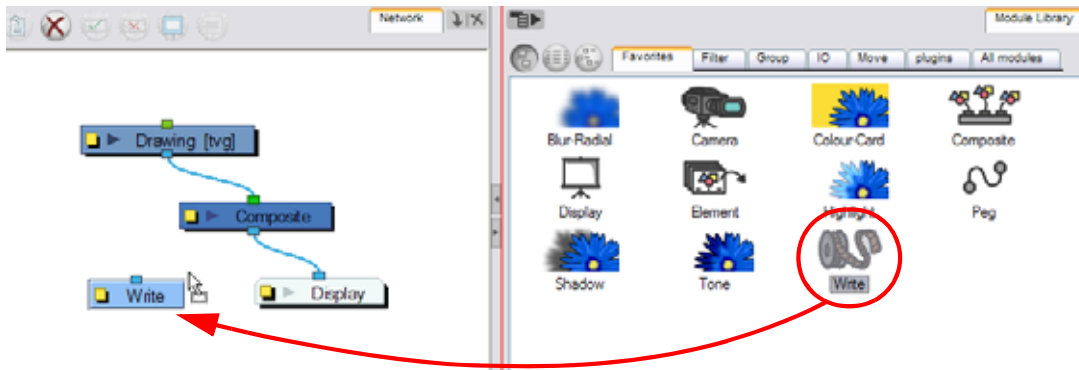 Network
Module Library
Favorites
Filter
Group
IO
Move
plugins
All modules
Drawing [tvg]
Composite
Write
Display
Blur-Radial
Camera
Colour-Card
Composite
Display
Element
Highlight
Peg
Shadow
Tone
Write